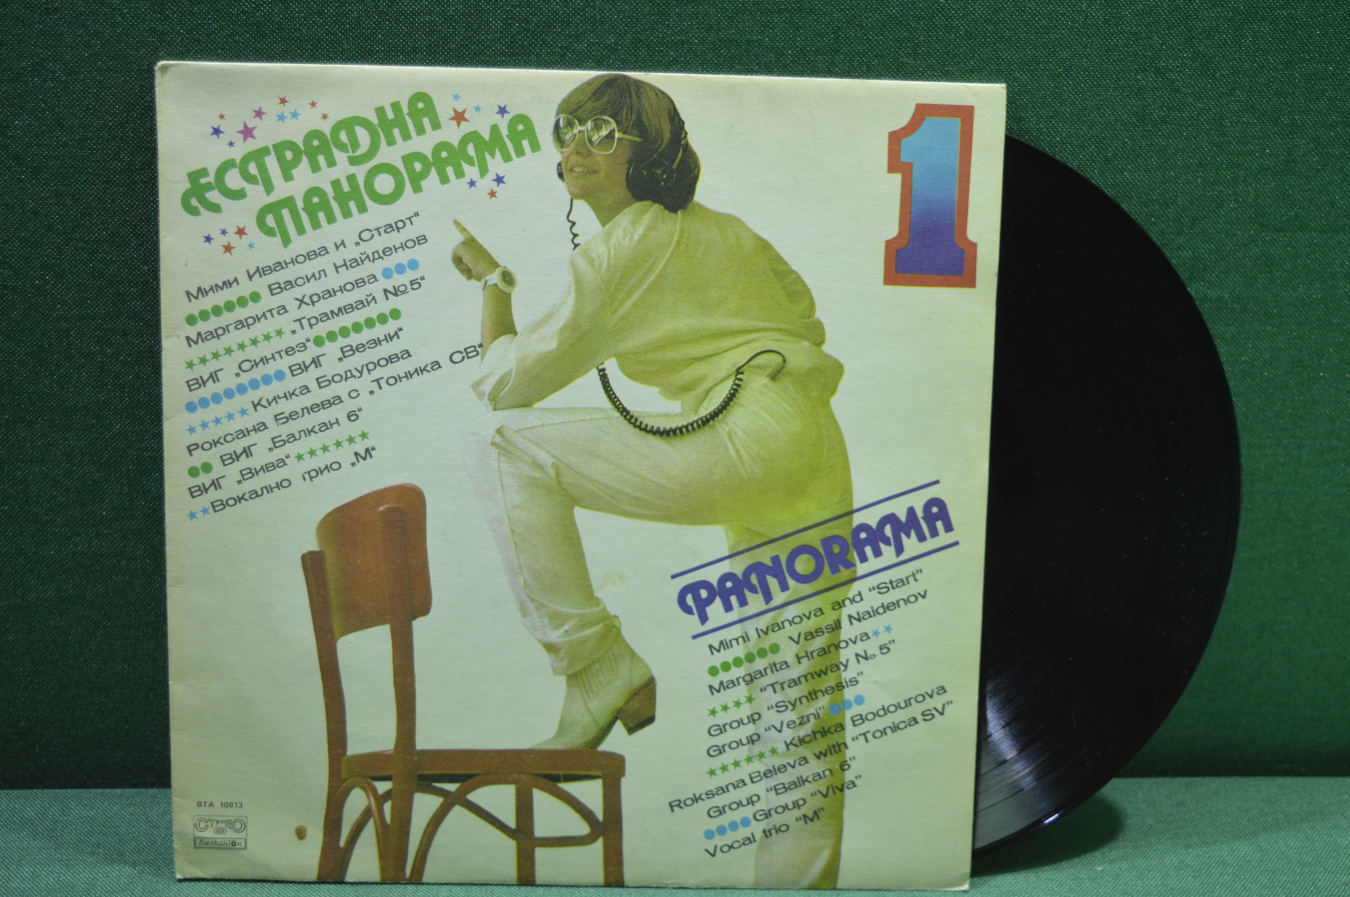 ЕСТРАДНА
ПАНОРАМА
Мими Иванова и „Старт“
Васил Найденов
Маргарита Хранова
„Трамвай №5“
ВИГ „Синтез“
ВИГ „Везни“
Кичка Бодурова
Роксана Белева с „Тоника СВ“
ВИГ „Балкан 6“
ВИГ „Вива“
Вокално трио „М“
1
PANORAMA
Mimi Ivanova and “Start”
Vassil Naidenov
Margarita Hranova
“Tramway No 5”
Group “Synthesis”
Group “Vezni”
Kichka Bodourova
Roksana Beleva with “Tonica SV”
Group “Balkan 6”
Group “Viva”
Vocal trio “M”
ВТА 10813
СТЕРЕО
Балкантон